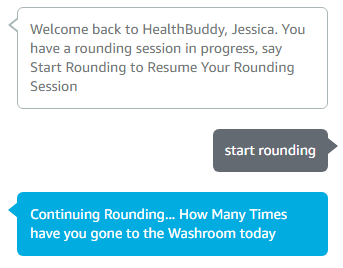 Welcome back to HealthBuddy, Jessica. You
have a rounding session in progress, say
Start Rounding to Resume Your Rounding
Session
start rounding
Continuing Rounding... How Many Times
have you gone to the Washroom today